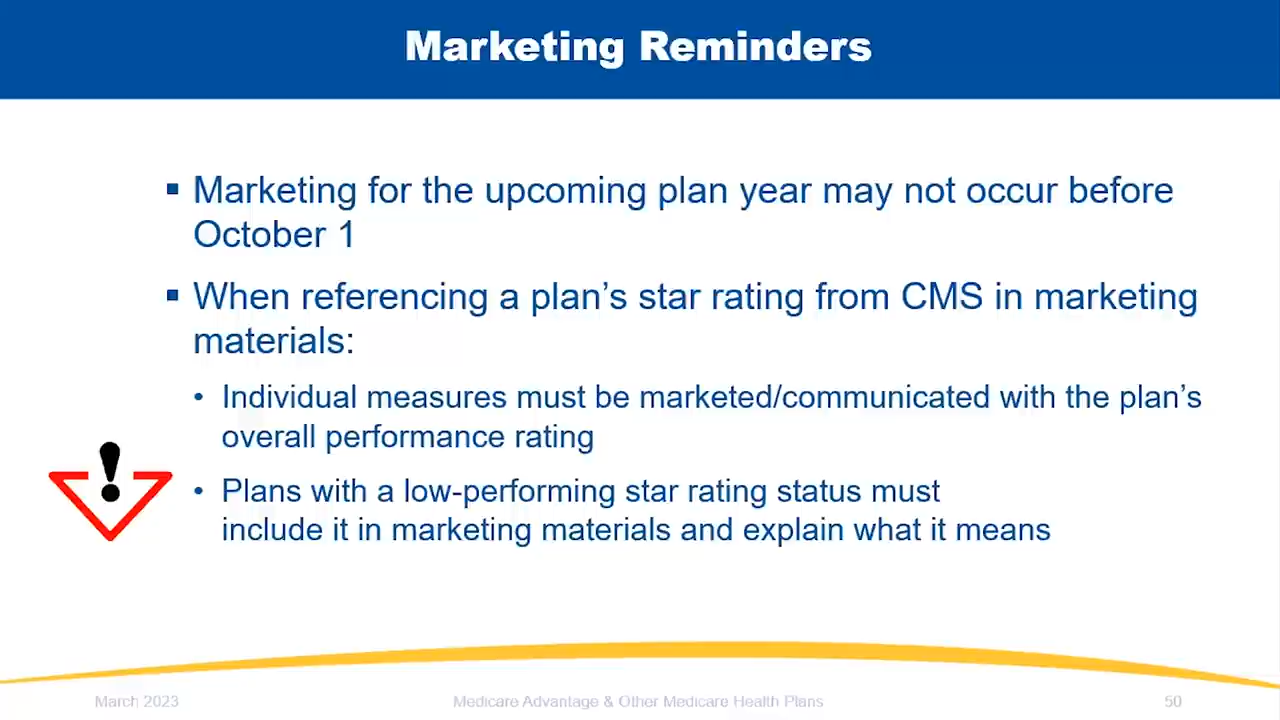 Marketing Reminders
▪ Marketing for the upcoming plan year may not occur before
October 1
▪ When referencing a plan’s star rating from CMS in marketing
materials:
• Individual measures must be marketed/communicated with the plan’s
overall performance rating
• Plans with a low-performing star rating status must
include it in marketing materials and explain what it means
March 2023
Medicare Advantage & Other Medicare Health Plans
50